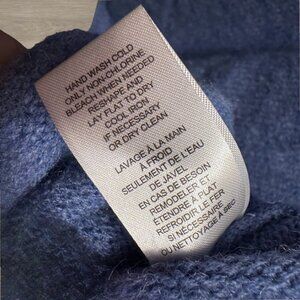 HAND WASH COLD
ONLY NON-CHLORINE
BLEACH WHEN NEEDED
RESHAPE AND
LAY FLAT TO DRY
COOL IRON
IF NECESSARY
OR DRY CLEAN
LAVAGE À LA MAIN
À FROID
SEULEMENT DE L'EAU
DE JAVEL
EN CAS DE BESOIN
REMODELER ET
ÉTENDRE À PLAT
REFROIDIR LE FER
SI NÉCESSAIRE
OU NETTOYAGE À SEC